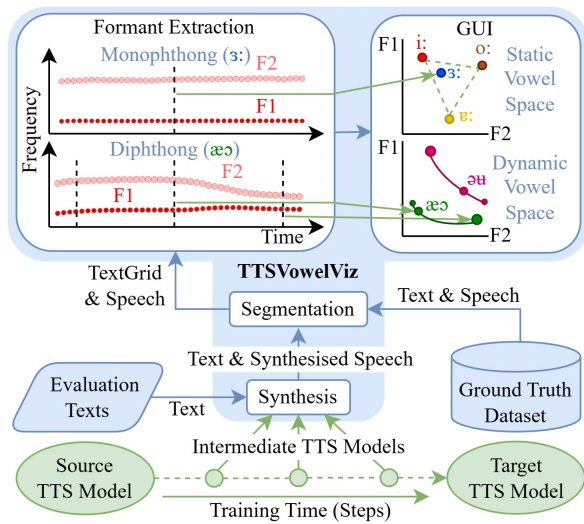 Formant Extraction
Monophthong (ɜː)
F2
F1
Frequency
Diphthong (æɔ)
F2
F1
Time
GUI
F1
iː
oː
ɜː
ɐː
F2
Static
Vowel
Space
F1
əʉ
æɔ
F2
Dynamic
Vowel
Space
TTSVowelViz
TextGrid
& Speech
Segmentation
Text & Speech
Text & Synthesised Speech
Evaluation
Texts
Text
Synthesis
Ground Truth
Dataset
Intermediate TTS Models
Source
TTS Model
Target
TTS Model
Training Time (Steps)